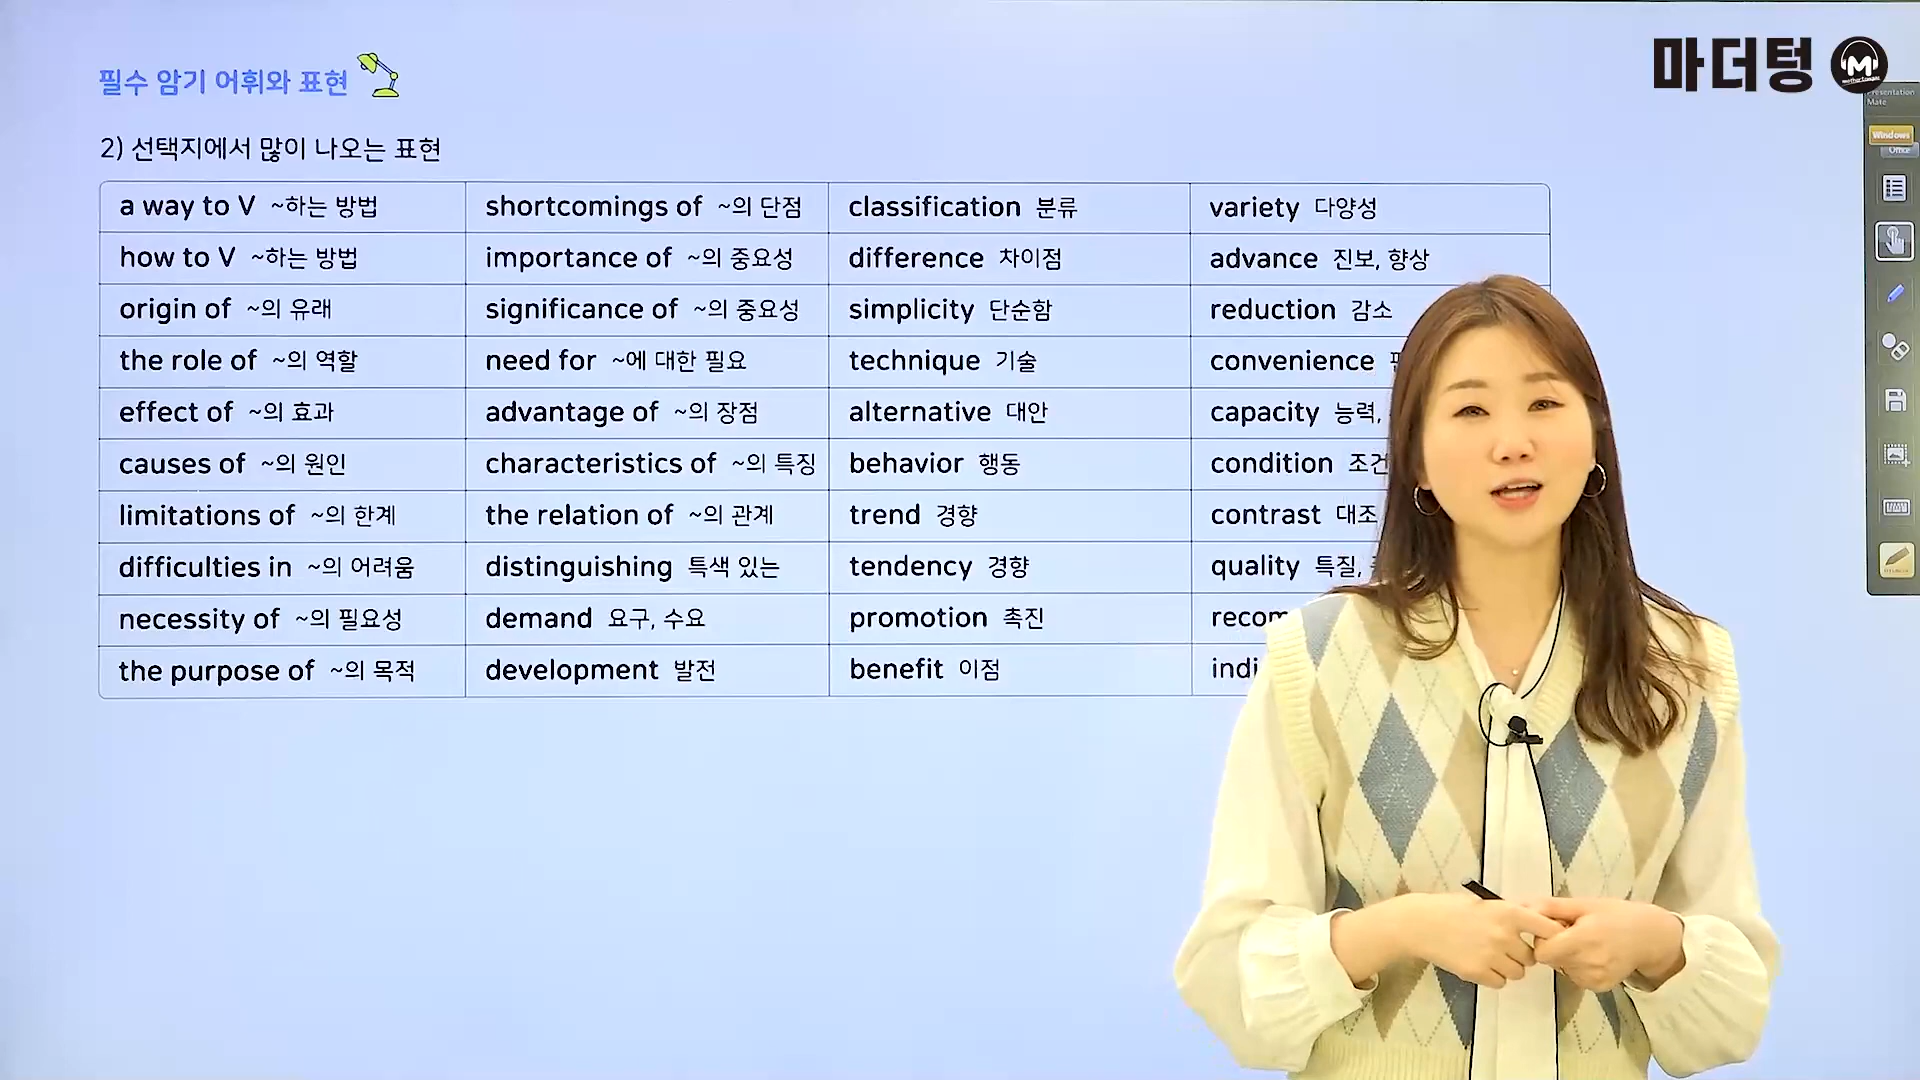 마더텅 M
필수 암기 어휘와 표현
Presentation
Mate
Windows
Office
2) 선택지에서 많이 나오는 표현
a way to V ~하는 방법 shortcomings of ~의 단점 classification 분류 variety 다양성
how to V ~하는 방법 importance of ~의 중요성 difference 차이점 advance 진보, 향상
origin of ~의 유래 significance of ~의 중요성 simplicity 단순함 reduction 감소
the role of ~의 역할 need for ~에 대한 필요 technique 기술 convenience
effect of ~의 효과 advantage of ~의 장점 alternative 대안 capacity 능력,
causes of ~의 원인 characteristics of ~의 특징 behavior 행동 condition 조건
limitations of ~의 한계 the relation of ~의 관계 trend 경향 contrast 대조
difficulties in ~의 어려움 distinguishing 특색 있는 tendency 경향 quality 특질,
necessity of ~의 필요성 demand 요구, 수요 promotion 촉진
the purpose of ~의 목적 development 발전 benefit 이점